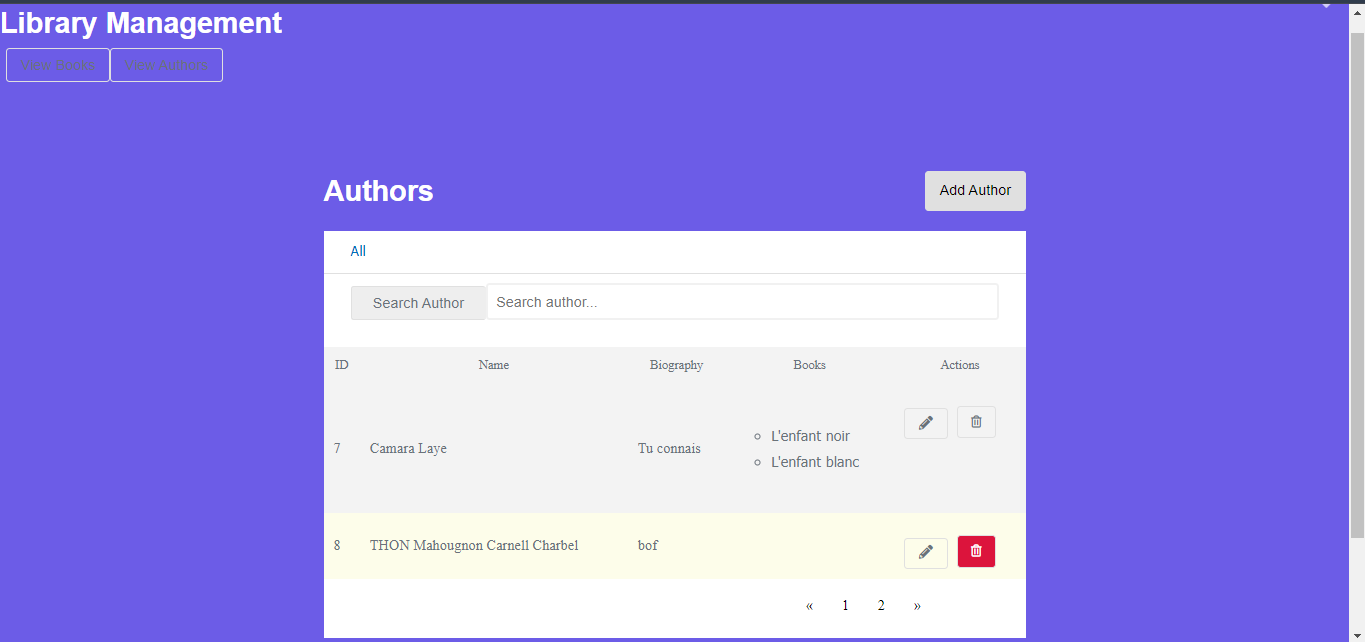 Library Management
View Books View Authors
Authors
Add Author
All
Search Author Search author...
ID Name Biography Books Actions
7 Camara Laye Tu connais
L'enfant noir
L'enfant blanc
8 THON Mahougnon Carnell Charbel bof
« 1 2 »